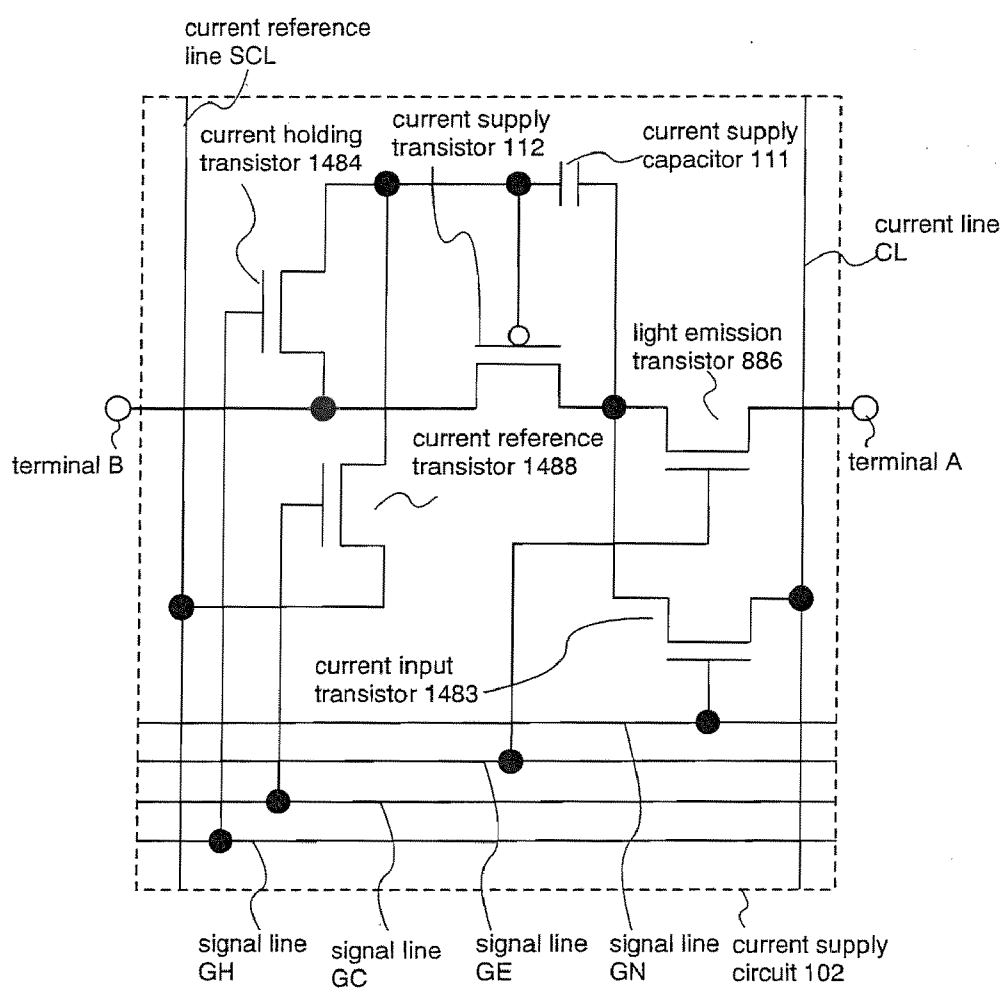 current reference
line SCL
current holding
transistor 1484
current supply
transistor 112
current supply
capacitor 111
current line
CL
light emission
transistor 886
terminal B
current reference
transistor 1488
terminal A
current input
transistor 1483
signal line
GH
signal line
GC
signal line
GE
signal line
GN
current supply
circuit 102